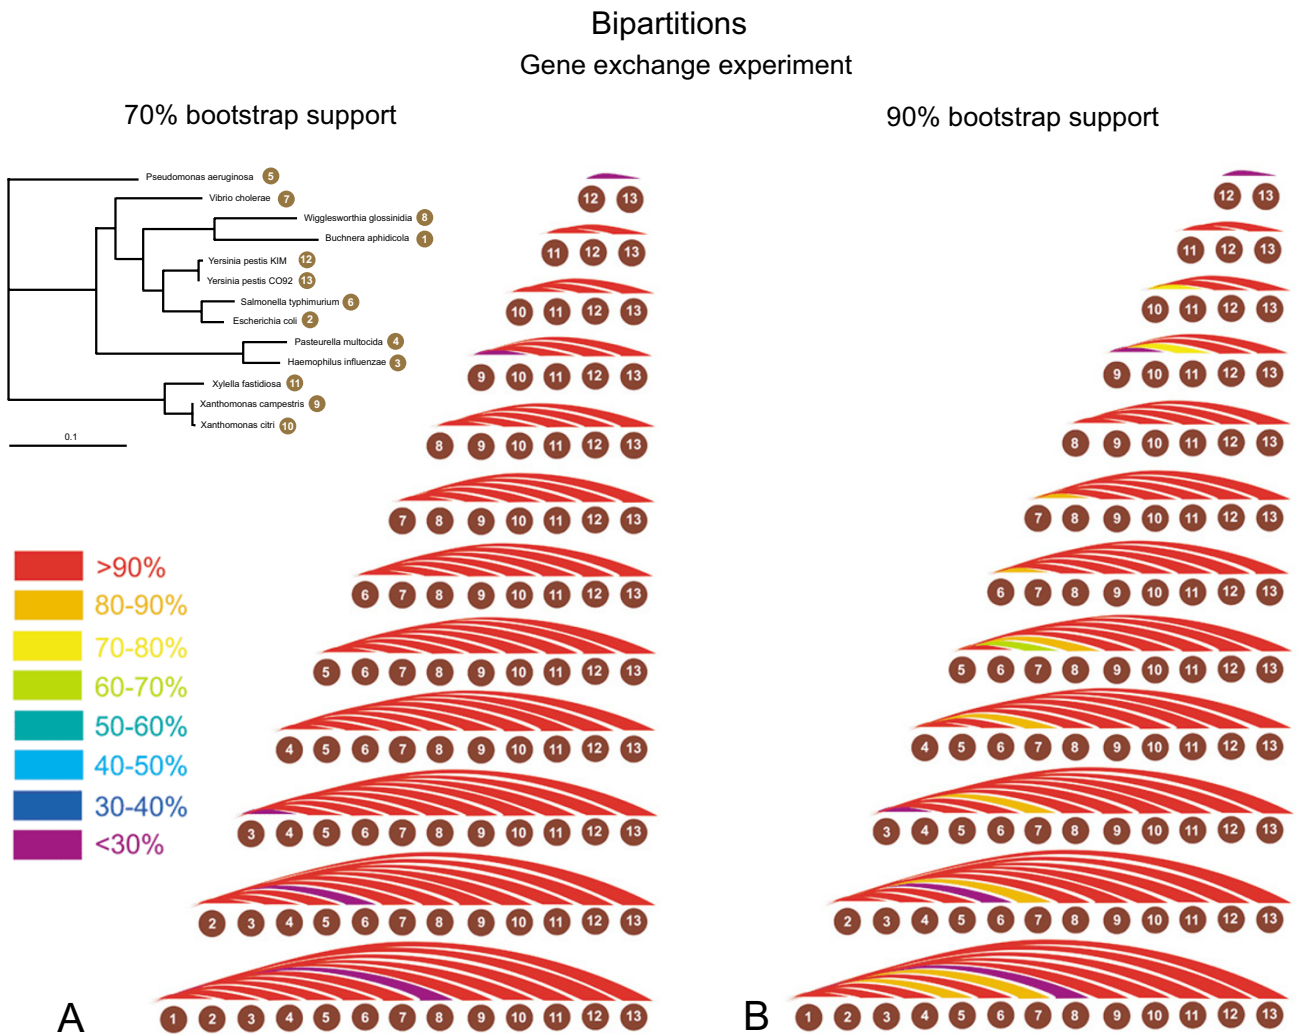 Bipartitions
Gene exchange experiment
70% bootstrap support
90% bootstrap support
Pseudomonas aeruginosa 5
Vibrio cholerae 7
Wigglesworthia glossinidia 8
Buchnera aphidicola 1
Yersinia pestis KIM 12
Yersinia pestis CO92 13
Salmonella typhimurium 6
Escherichia coli 2
Pasteurella multocida 4
Haemophilus influenzae 3
Xylella fastidiosa 11
Xanthomonas campestris 9
Xanthomonas citri 10
0.1
>90%
80-90%
70-80%
60-70%
50-60%
40-50%
30-40%
<30%
12 13
11 12 13
10 11 12 13
9 10 11 12 13
8 9 10 11 12 13
7 8 9 10 11 12 13
6 7 8 9 10 11 12 13
5 6 7 8 9 10 11 12 13
4 5 6 7 8 9 10 11 12 13
3 4 5 6 7 8 9 10 11 12 13
2 3 4 5 6 7 8 9 10 11 12 13
1 2 3 4 5 6 7 8 9 10 11 12 13
A
12 13
11 12 13
10 11 12 13
9 10 11 12 13
8 9 10 11 12 13
7 8 9 10 11 12 13
6 7 8 9 10 11 12 13
5 6 7 8 9 10 11 12 13
4 5 6 7 8 9 10 11 12 13
3 4 5 6 7 8 9 10 11 12 13
2 3 4 5 6 7 8 9 10 11 12 13
1 2 3 4 5 6 7 8 9 10 11 12 13
B